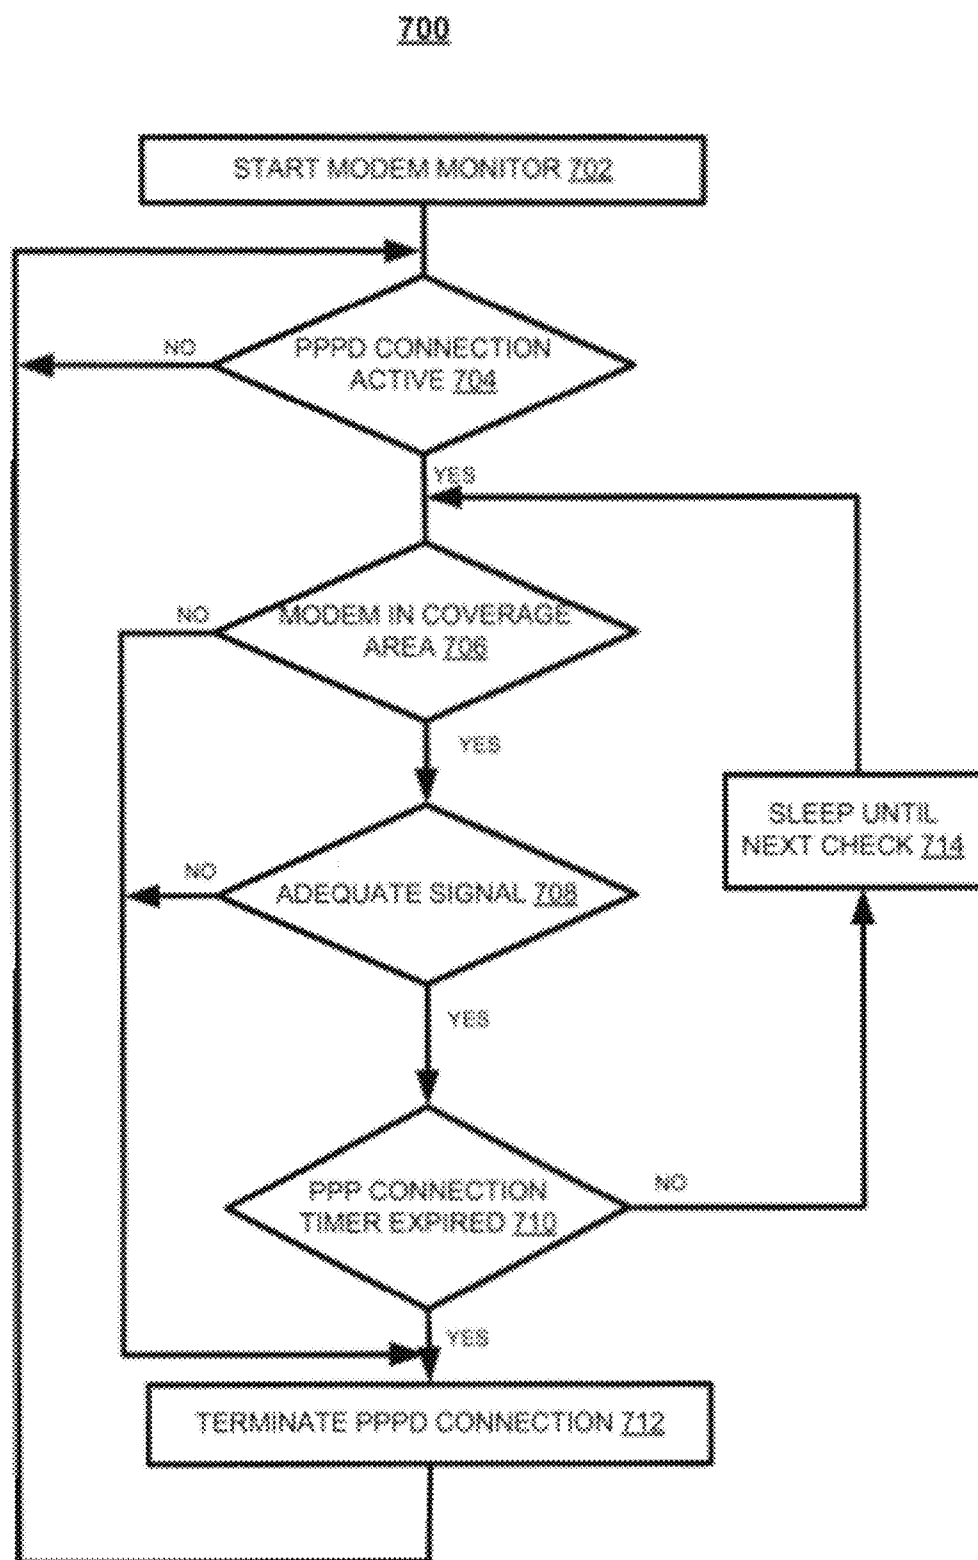 700
START MODEM MONITOR 702
PPPD CONNECTION
ACTIVE 704
NO
YES
MODEM IN COVERAGE
AREA 706
NO
YES
SLEEP UNTIL
NEXT CHECK 714
ADEQUATE SIGNAL 708
NO
YES
PPP CONNECTION
TIMER EXPIRED 710
NO
YES
TERMINATE PPPD CONNECTION 712